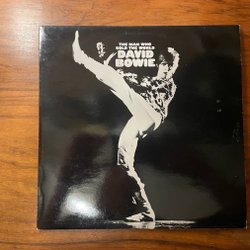 THE MAN WHO
SOLD THE WORLD
DAVID
BOWIE